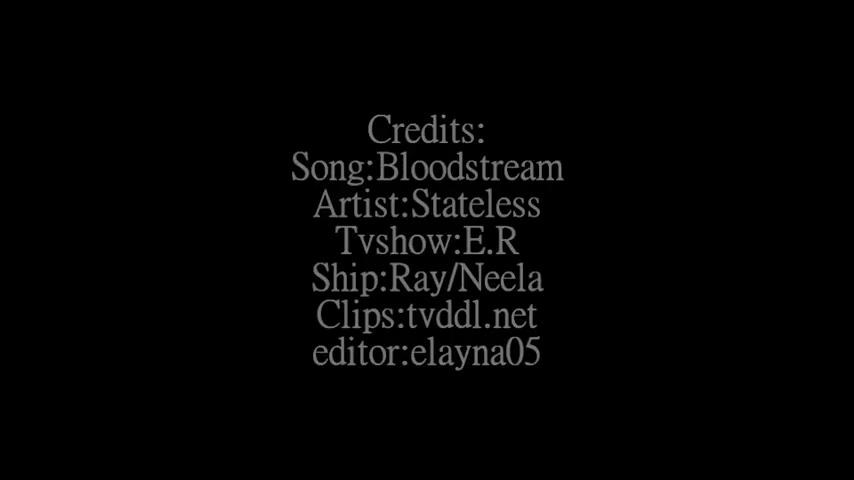 Credits:
Song:Bloodstream
Artist:Stateless
Tvshow:E.R
Ship:Ray/Neela
Clips:tvddl.net
editor:elayna05